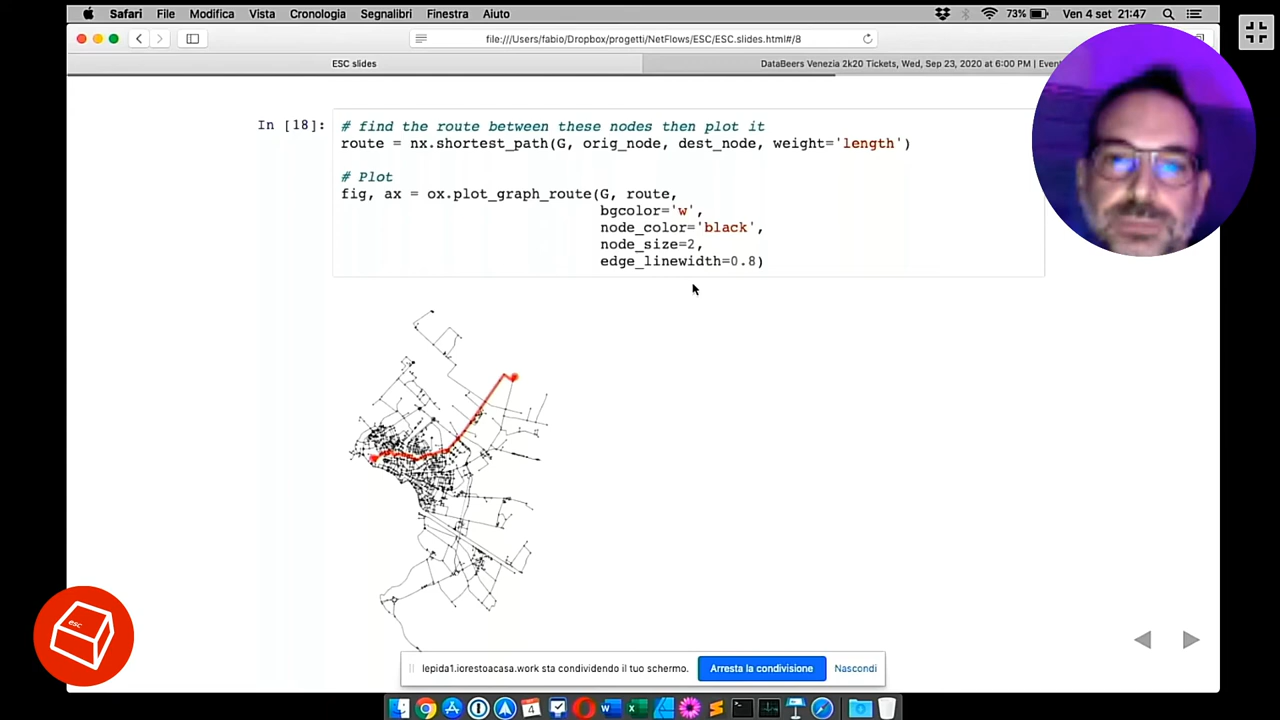 Safari File Modifica Vista Cronologia Segnalibri Finestra Aiuto 73% Ven 4 set 21:47
file:///Users/fabio/Dropbox/progetti/NetFlows/ESC/ESC.slides.html#/8
ESC slides
DataBeers Venezia 2k20 Tickets, Wed, Sep 23, 2020 at 6:00 PM | Event
In [18]:
# find the route between these nodes then plot it
route = nx.shortest_path(G, orig_node, dest_node, weight='length')
# Plot
fig, ax = ox.plot_graph_route(G, route,
bgcolor='w',
node_color='black',
node_size=2,
edge_linewidth=0.8)
esc
lepida1.iorestoacasa.work sta condividendo il tuo schermo. Arresta la condivisione Nascondi
4